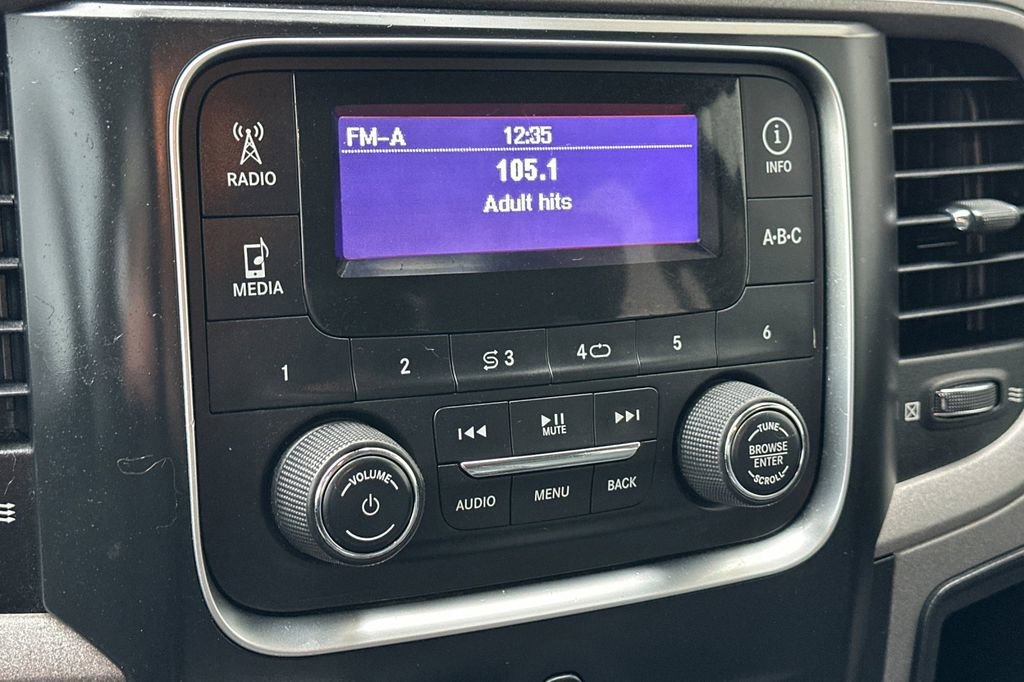 FM-A 12:35
105.1
Adult hits
RADIO
MEDIA
INFO
A·B·C
1 2 3 4 5 6
VOLUME
MUTE
AUDIO MENU BACK
TUNE
BROWSE
ENTER
SCROLL